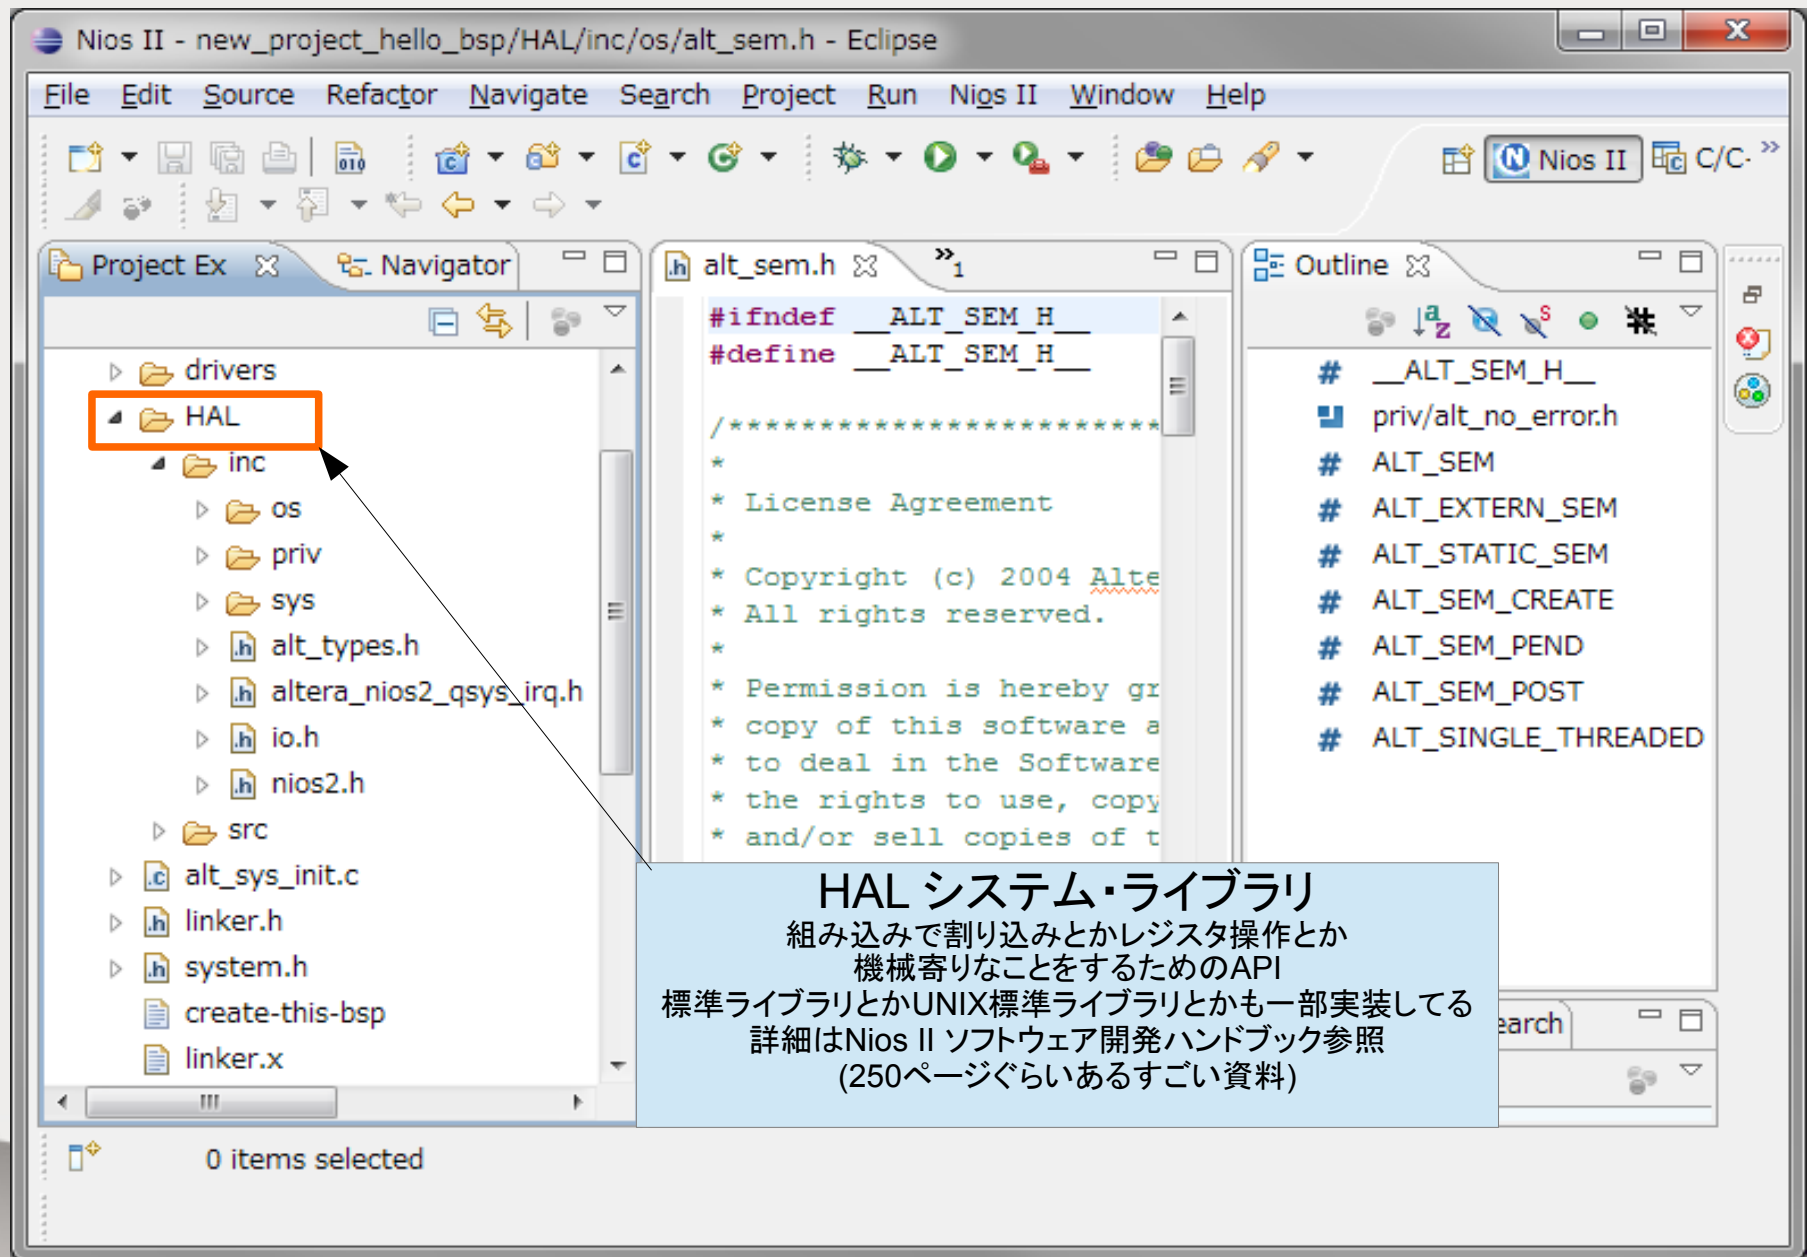 Nios II - new_project_hello_bsp/HAL/inc/os/alt_sem.h - Eclipse
File Edit Source Refactor Navigate Search Project Run Nios II Window Help
Nios II C/C- »
Project Ex Navigator
drivers
HAL
inc
os
priv
sys
alt_types.h
altera_nios2_qsys_irq.h
io.h
nios2.h
src
alt_sys_init.c
linker.h
system.h
create-this-bsp
linker.x
alt_sem.h »1
#ifndef __ALT_SEM_H__
#define __ALT_SEM_H__
/*************************
*
* License Agreement
*
* Copyright (c) 2004 Alte
* All rights reserved.
*
* Permission is hereby gr
* copy of this software a
* to deal in the Software
* the rights to use, copy
* and/or sell copies of t
Outline
__ALT_SEM_H__
priv/alt_no_error.h
ALT_SEM
ALT_EXTERN_SEM
ALT_STATIC_SEM
ALT_SEM_CREATE
ALT_SEM_PEND
ALT_SEM_POST
ALT_SINGLE_THREADED
earch
HAL システム・ライブラリ
組み込みで割り込みとかレジスタ操作とか
機械寄りなことをするためのAPI
標準ライブラリとかUNIX標準ライブラリとかも一部実装してる
詳細はNios II ソフトウェア開発ハンドブック参照
(250ページぐらいあるすごい資料)
0 items selected